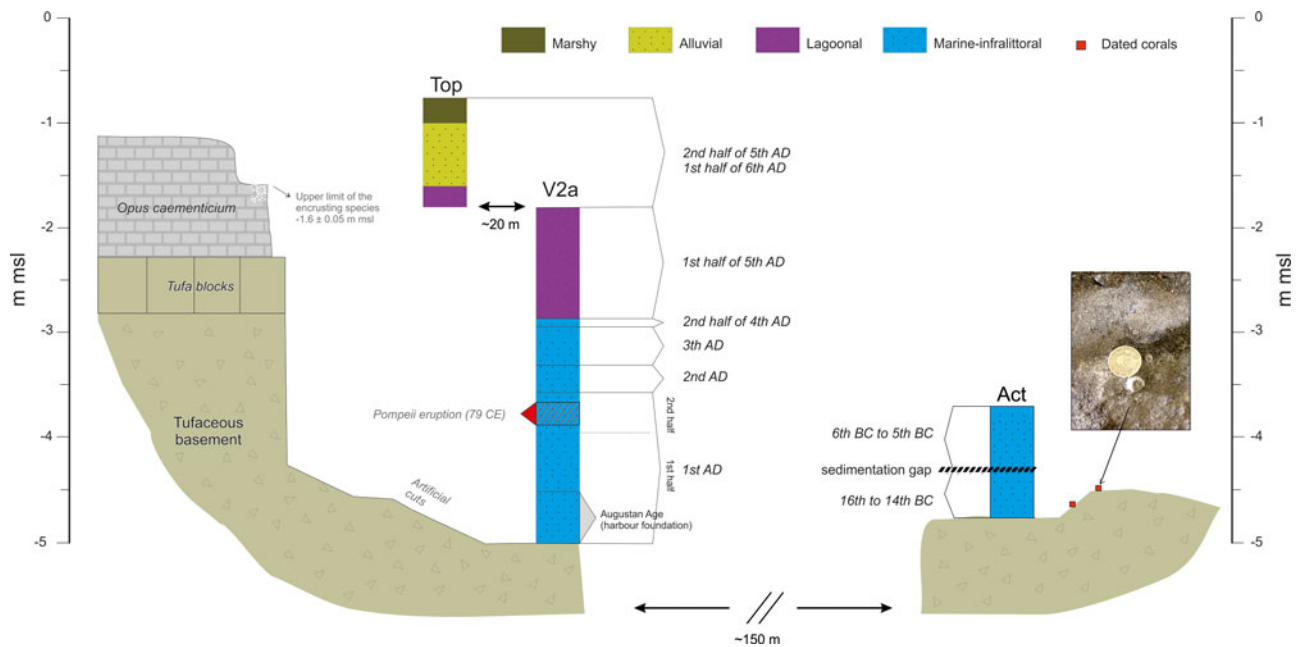 0
0
Marshy
Alluvial
Lagoonal
Marine-infralittoral
Dated corals
Top
-1
-1
2nd half of 5th AD
1st half of 6th AD
V2a
Upper limit of the
encrusting species
-1.6 ± 0.05 m msl
Opus caementicium
~20 m
-2
-2
m msl
m msl
1st half of 5th AD
Tufa blocks
2nd half of 4th AD
-3
-3
3th AD
2nd AD
Act
Pompeii eruption (79 CE)
2nd half
Tufaceous
basement
6th BC to 5th BC
-4
-4
1st AD
1st half
sedimentation gap
Artificial
cuts
16th to 14th BC
Augustan Age
(harbour foundation)
-5
-5
~150 m